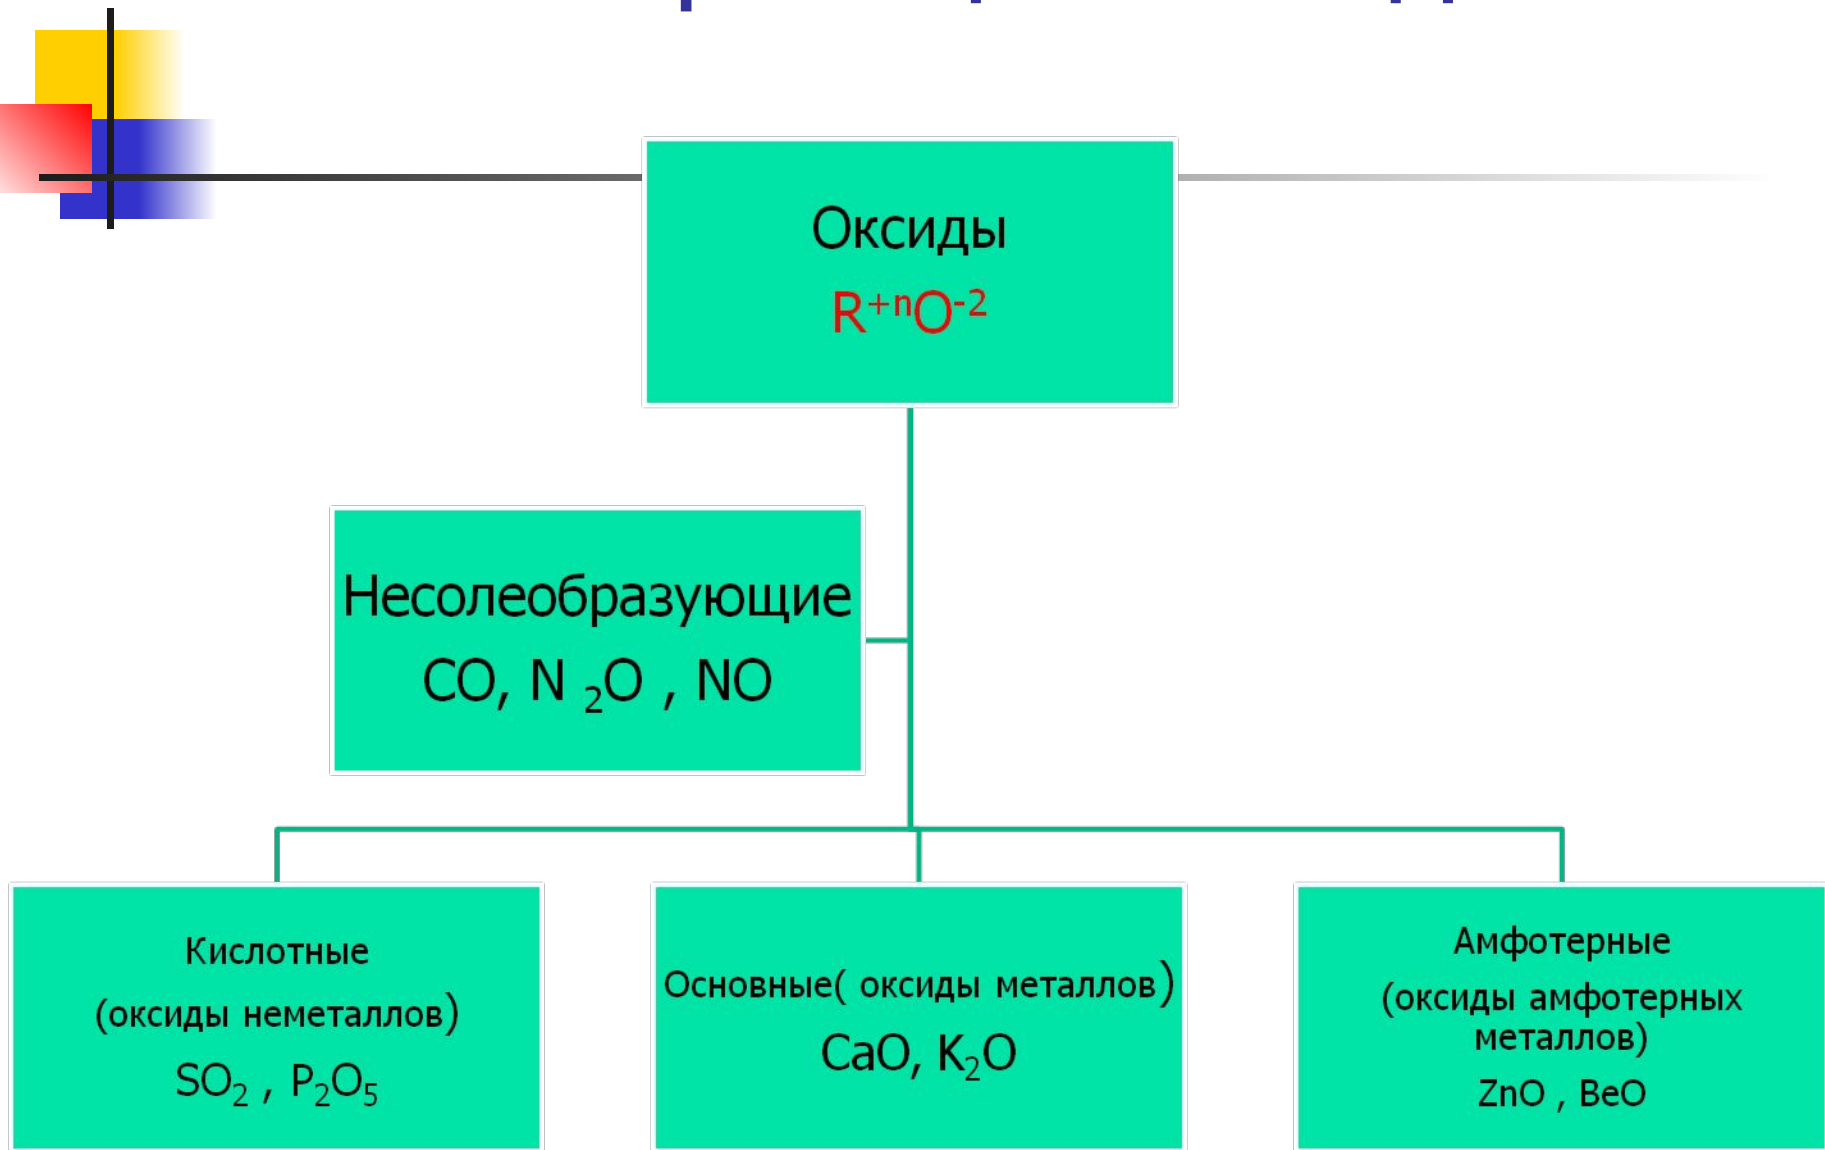 Оксиды
R⁺ⁿO⁻²
Несолеобразующие
CO, N ₂O , NO
Кислотные
(оксиды неметаллов)
SO₂ , P₂O₅
Основные( оксиды металлов)
CaO, K₂O
Амфотерные
(оксиды амфотерных
металлов)
ZnO , BeO